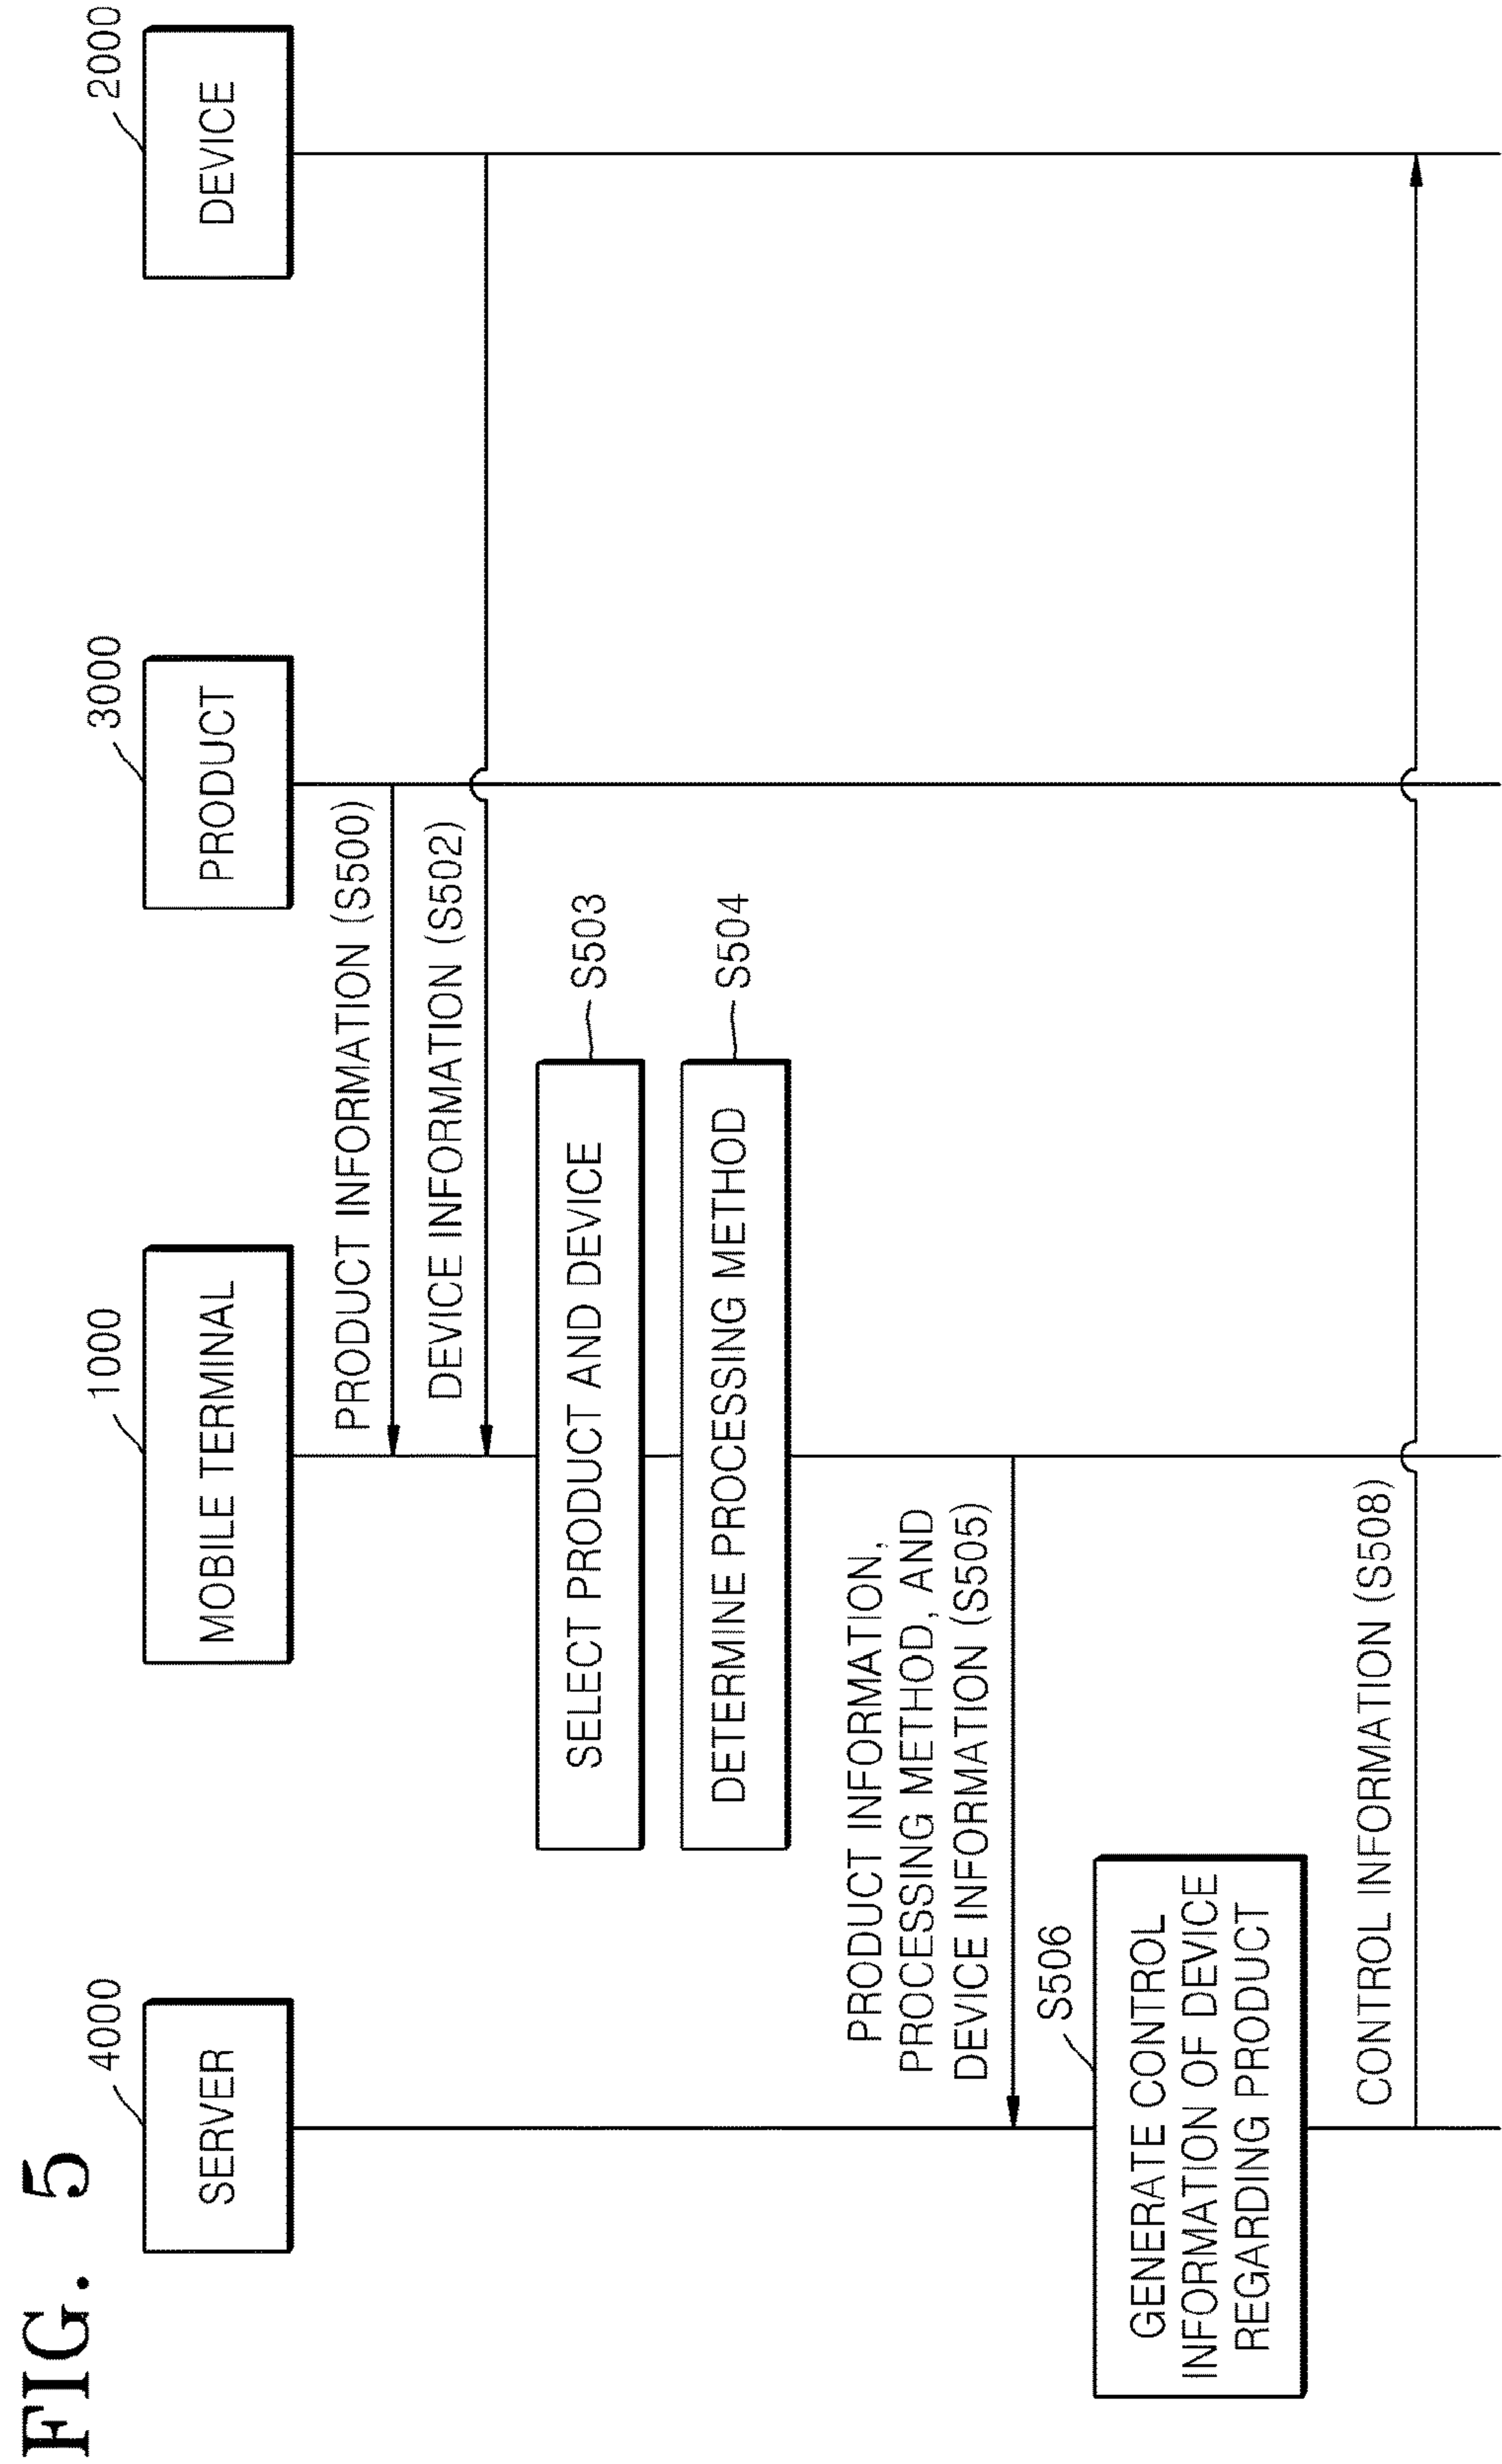 FIG. 5
4000
1000
3000
2000
SERVER
MOBILE TERMINAL
PRODUCT
DEVICE
PRODUCT INFORMATION (S500)
DEVICE INFORMATION (S502)
SELECT PRODUCT AND DEVICE
S503
DETERMINE PROCESSING METHOD
S504
PRODUCT INFORMATION,
PROCESSING METHOD, AND
DEVICE INFORMATION (S505)
S506
GENERATE CONTROL
INFORMATION OF DEVICE
REGARDING PRODUCT
CONTROL INFORMATION (S508)